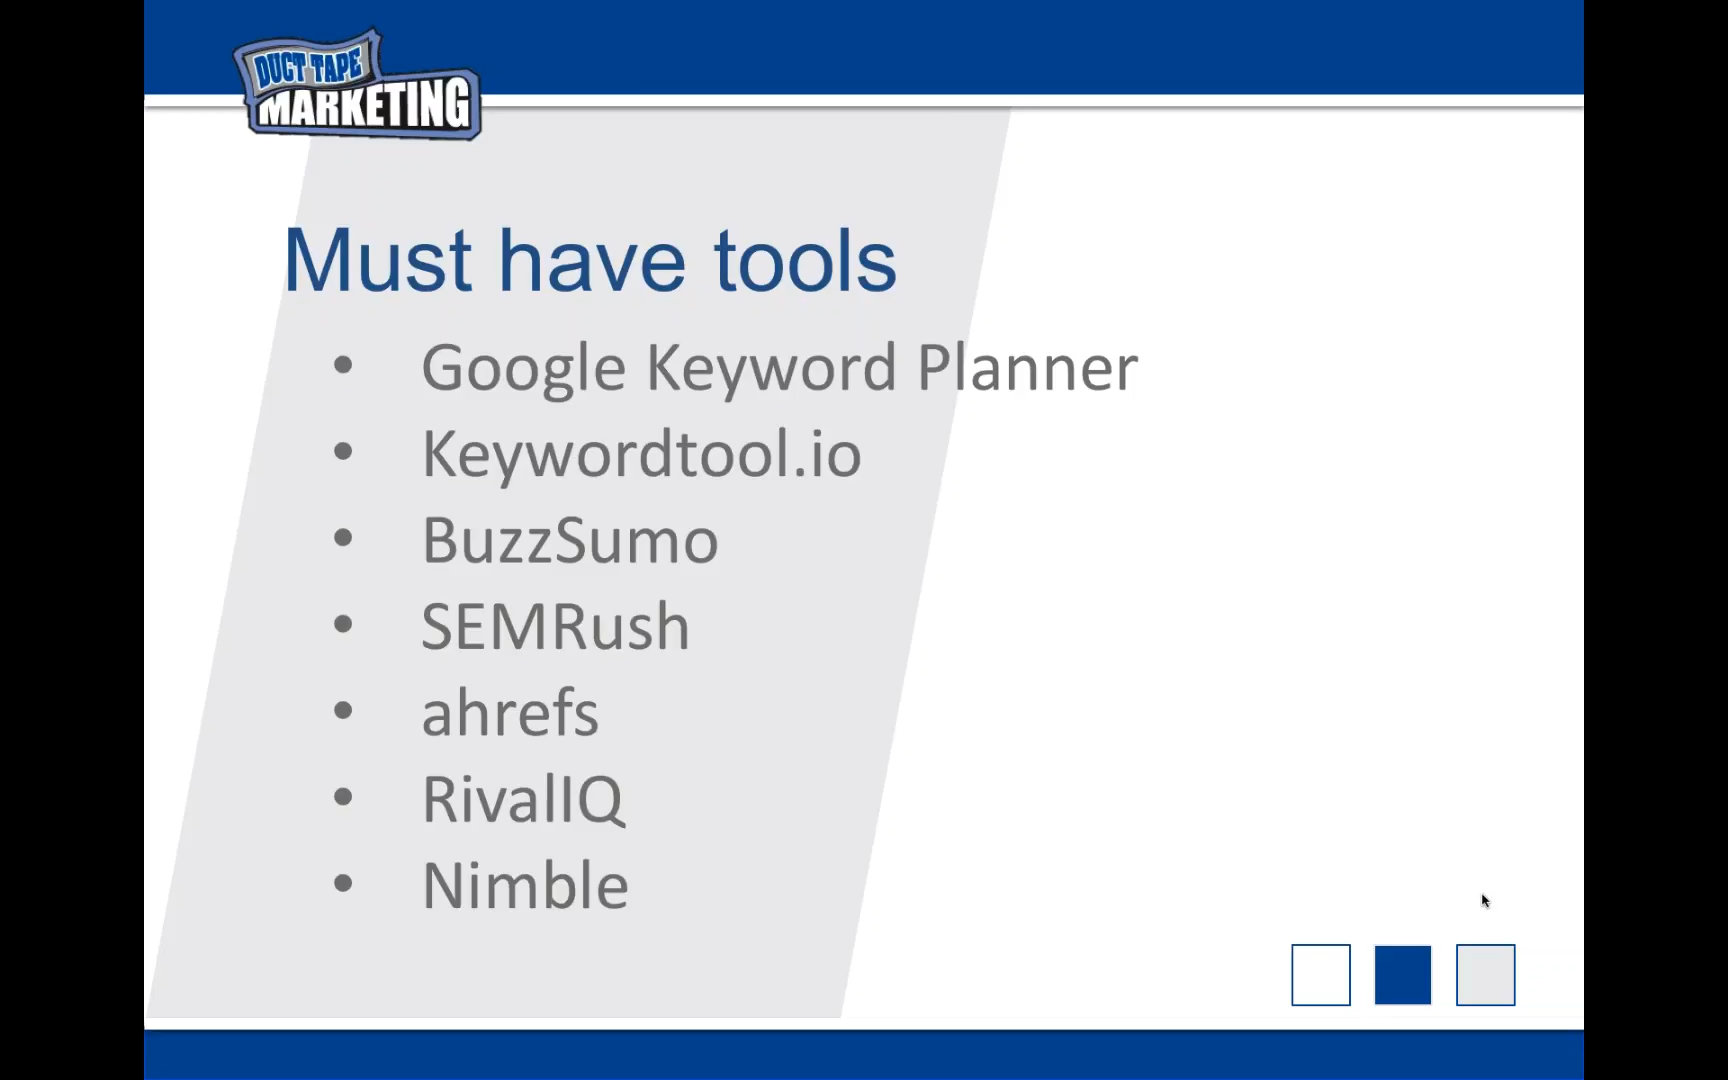 DUCT TAPE
MARKETING
Must have tools
• Google Keyword Planner
• Keywordtool.io
• BuzzSumo
• SEMRush
• ahrefs
• RivalIQ
• Nimble